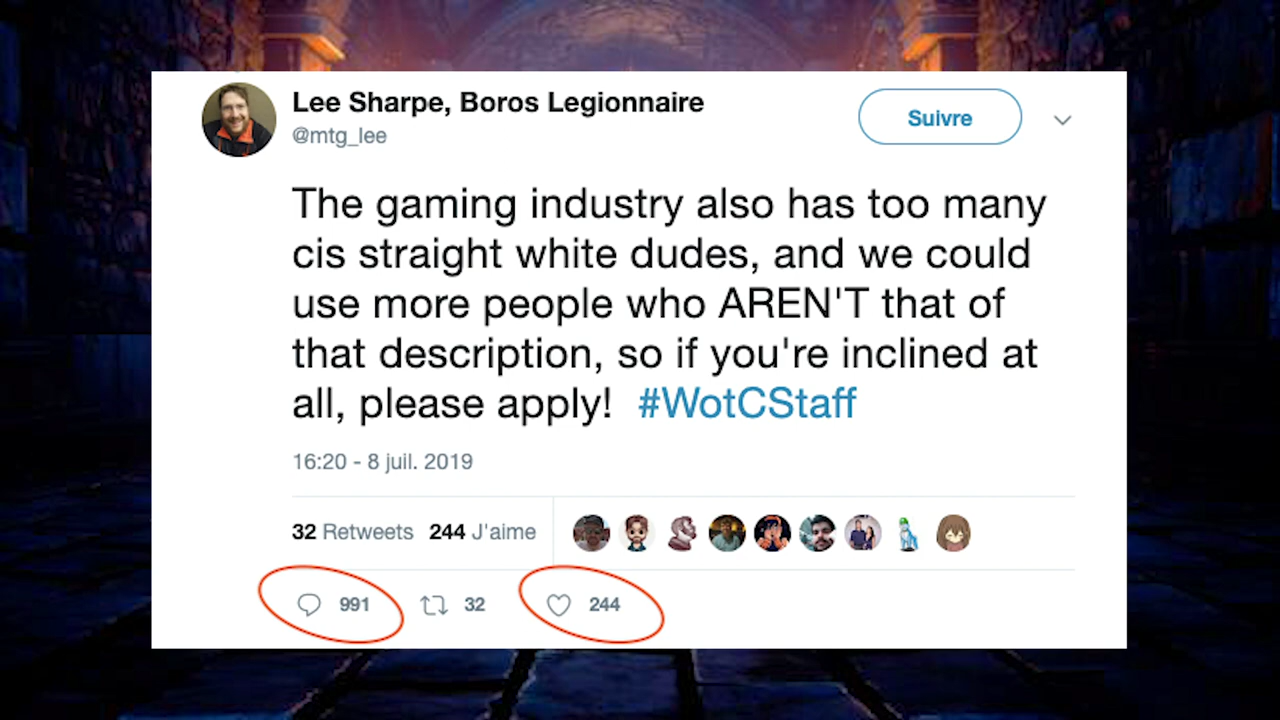 Lee Sharpe, Boros Legionnaire
@mtg_lee
Suivre
The gaming industry also has too many
cis straight white dudes, and we could
use more people who AREN'T that of
that description, so if you're inclined at
all, please apply! #WotCStaff
16:20 - 8 juil. 2019
32 Retweets 244 J'aime
991 32 244